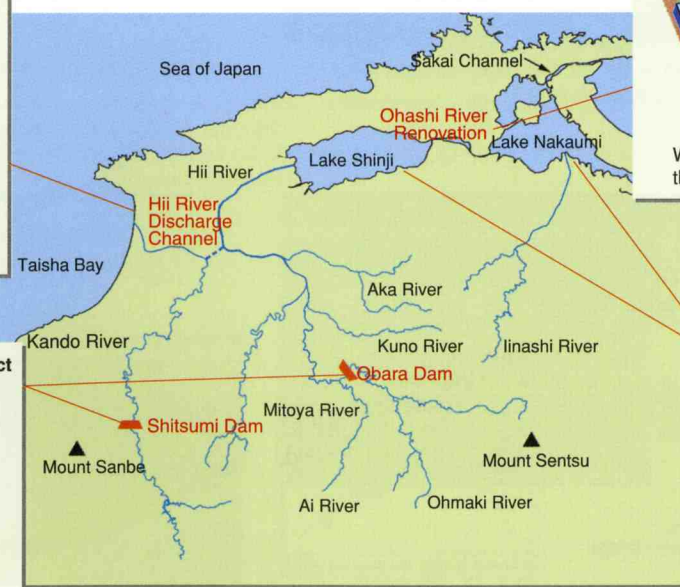 Sea of Japan
Sakai Channel
Ohashi River
Renovation
Lake Nakaumi
Lake Shinji
Hii River
Hii River
Discharge
Channel
Taisha Bay
Aka River
Kando River
Kuno River
Iinashi River
Obara Dam
Mitoya River
Shitsumi Dam
Mount Sanbe
Mount Sentsu
Ai River
Ohmaki River